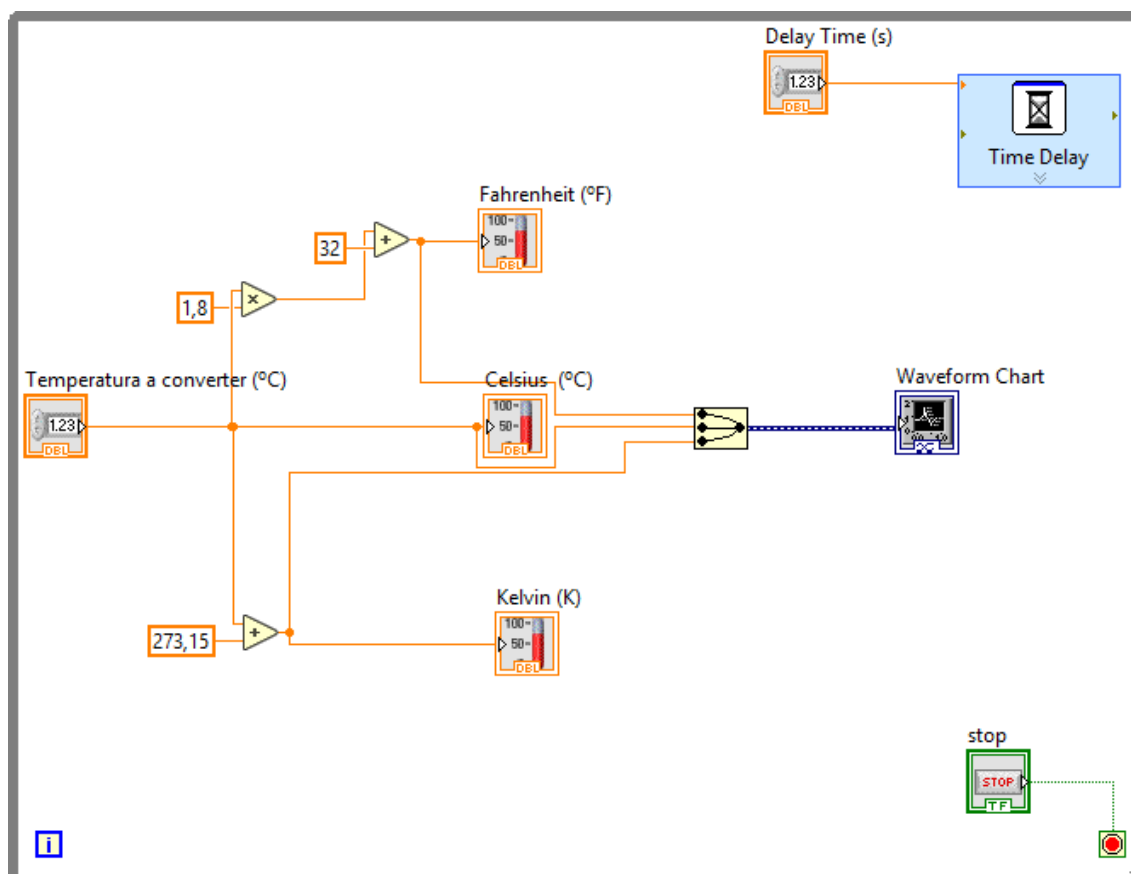 Delay Time (s)
1.23
DBL
Time Delay
Fahrenheit (ºF)
100
50
DBL
32
+
1,8
x
Temperatura a converter (ºC)
1.23
DBL
Celsius (ºC)
100
50
DBL
Waveform Chart
Kelvin (K)
100
50
DBL
273,15
+
stop
STOP
TF
i